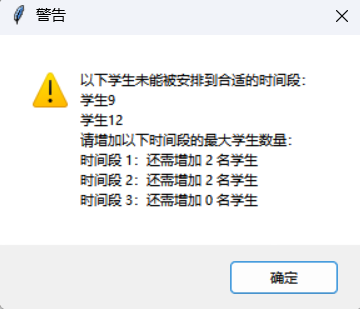 警告
以下学生未能被安排到合适的时间段：
学生9
学生12
请增加以下时间段的最大学生数量：
时间段 1：还需增加 2 名学生
时间段 2：还需增加 2 名学生
时间段 3：还需增加 0 名学生
确定